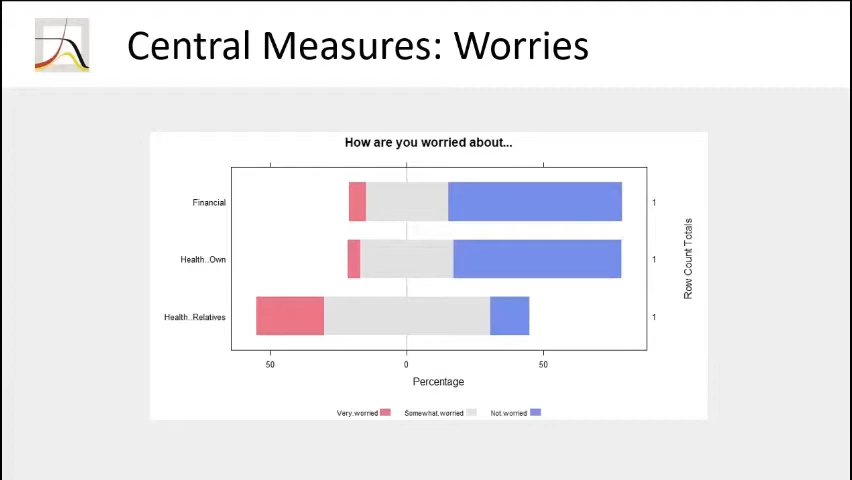 Central Measures: Worries
How are you worried about...
Financial
1
Health..Own
1
Health..Relatives
1
Row Count Totals
50
0
50
Percentage
Very.worried
Somewhat.worried
Not.worried